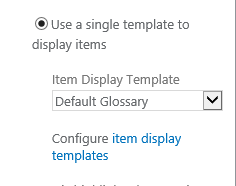 Use a single template to
display items
Item Display Template
Default Glossary
Configure item display
templates